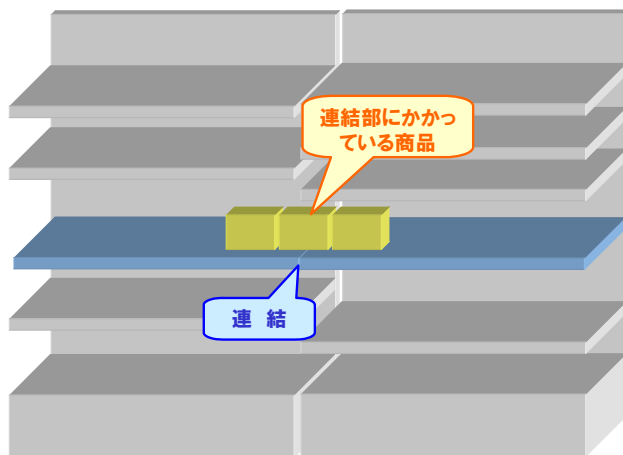 連結部にかかっ
ている商品
連 結